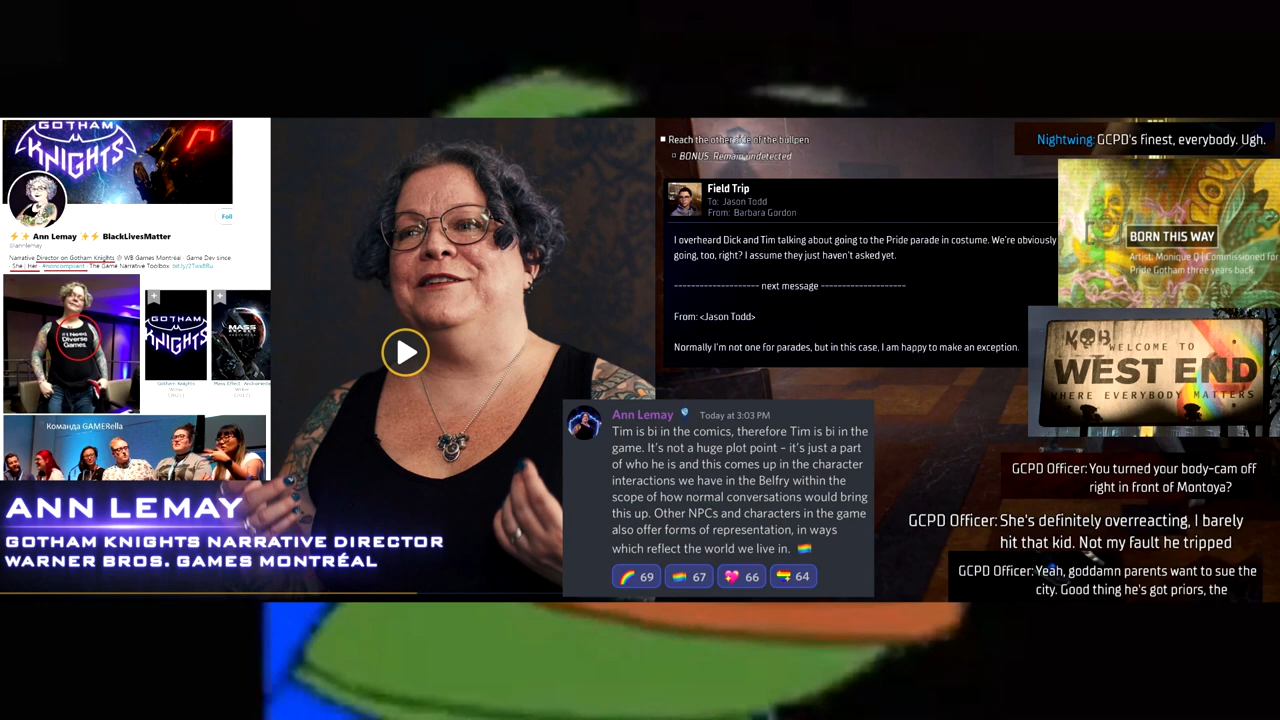 GOTHAM
KNIGHTS
Foll
Ann Lemay BlackLivesMatter
@annlemay
Narrative Director on Gotham Knights @ WB Games Montréal · Game Dev since
She | Her
The Game Narrative Toolbox:
I Need
Diverse
Games
GOTHAM
KNIGHTS
MASS
Gotham Knights
Writer
Mass Effect: Andromeda
Writer
(2017)
Команда GAMERella
ANN LEMAY
GOTHAM KNIGHTS NARRATIVE DIRECTOR
WARNER BROS. GAMES MONTRÉAL
Reach the other side of the bullpen
BONUS Remain undetected
Field Trip
To: Jason Todd
From: Barbara Gordon
I overheard Dick and Tim talking about going to the Pride parade in costume. We're obviously
going, too, right? I assume they just haven't asked yet.
-------------------- next message --------------------
From: <Jason Todd>
Normally I'm not one for parades, but in this case, I am happy to make an exception.
Ann Lemay Today at 3:03 PM
Tim is bi in the comics, therefore Tim is bi in the
game. It's not a huge plot point - it's just a part
of who he is and this comes up in the character
interactions we have in the Belfry within the
scope of how normal conversations would bring
this up. Other NPCs and characters in the game
also offer forms of representation, in ways
which reflect the world we live in. 🏳️‍🌈
69 67 66 64
Nightwing: GCPD's finest, everybody. Ugh.
LOVE
BORN THIS WAY
Artist: Monique Q | Commissioned for
Pride Gotham three years back.
MOB
WELCOME TO
WEST END
WHERE EVERYBODY MATTERS
GCPD Officer: You turned your body-cam off
right in front of Montoya?
GCPD Officer: She's definitely overreacting, I barely
hit that kid. Not my fault he tripped
GCPD Officer: Yeah, goddamn parents want to sue the
city. Good thing he's got priors, the